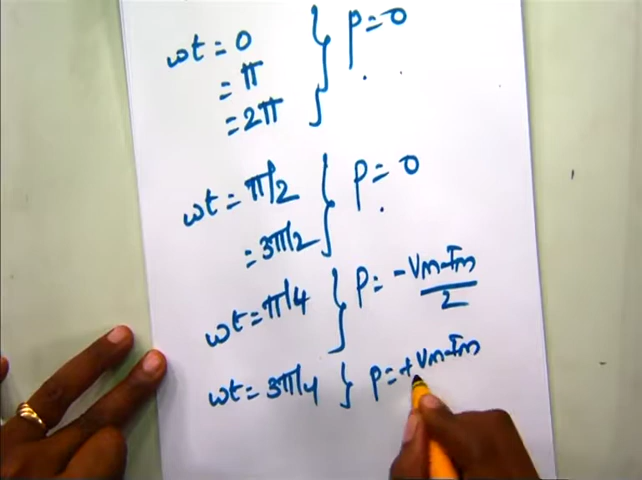 ωt = 0 } p = 0
= π
= 2π
ωt = π/2 } p = 0
= 3π/2
ωt = π/4 } p = -VmIm/2
ωt = 3π/4 } p = +VmIm